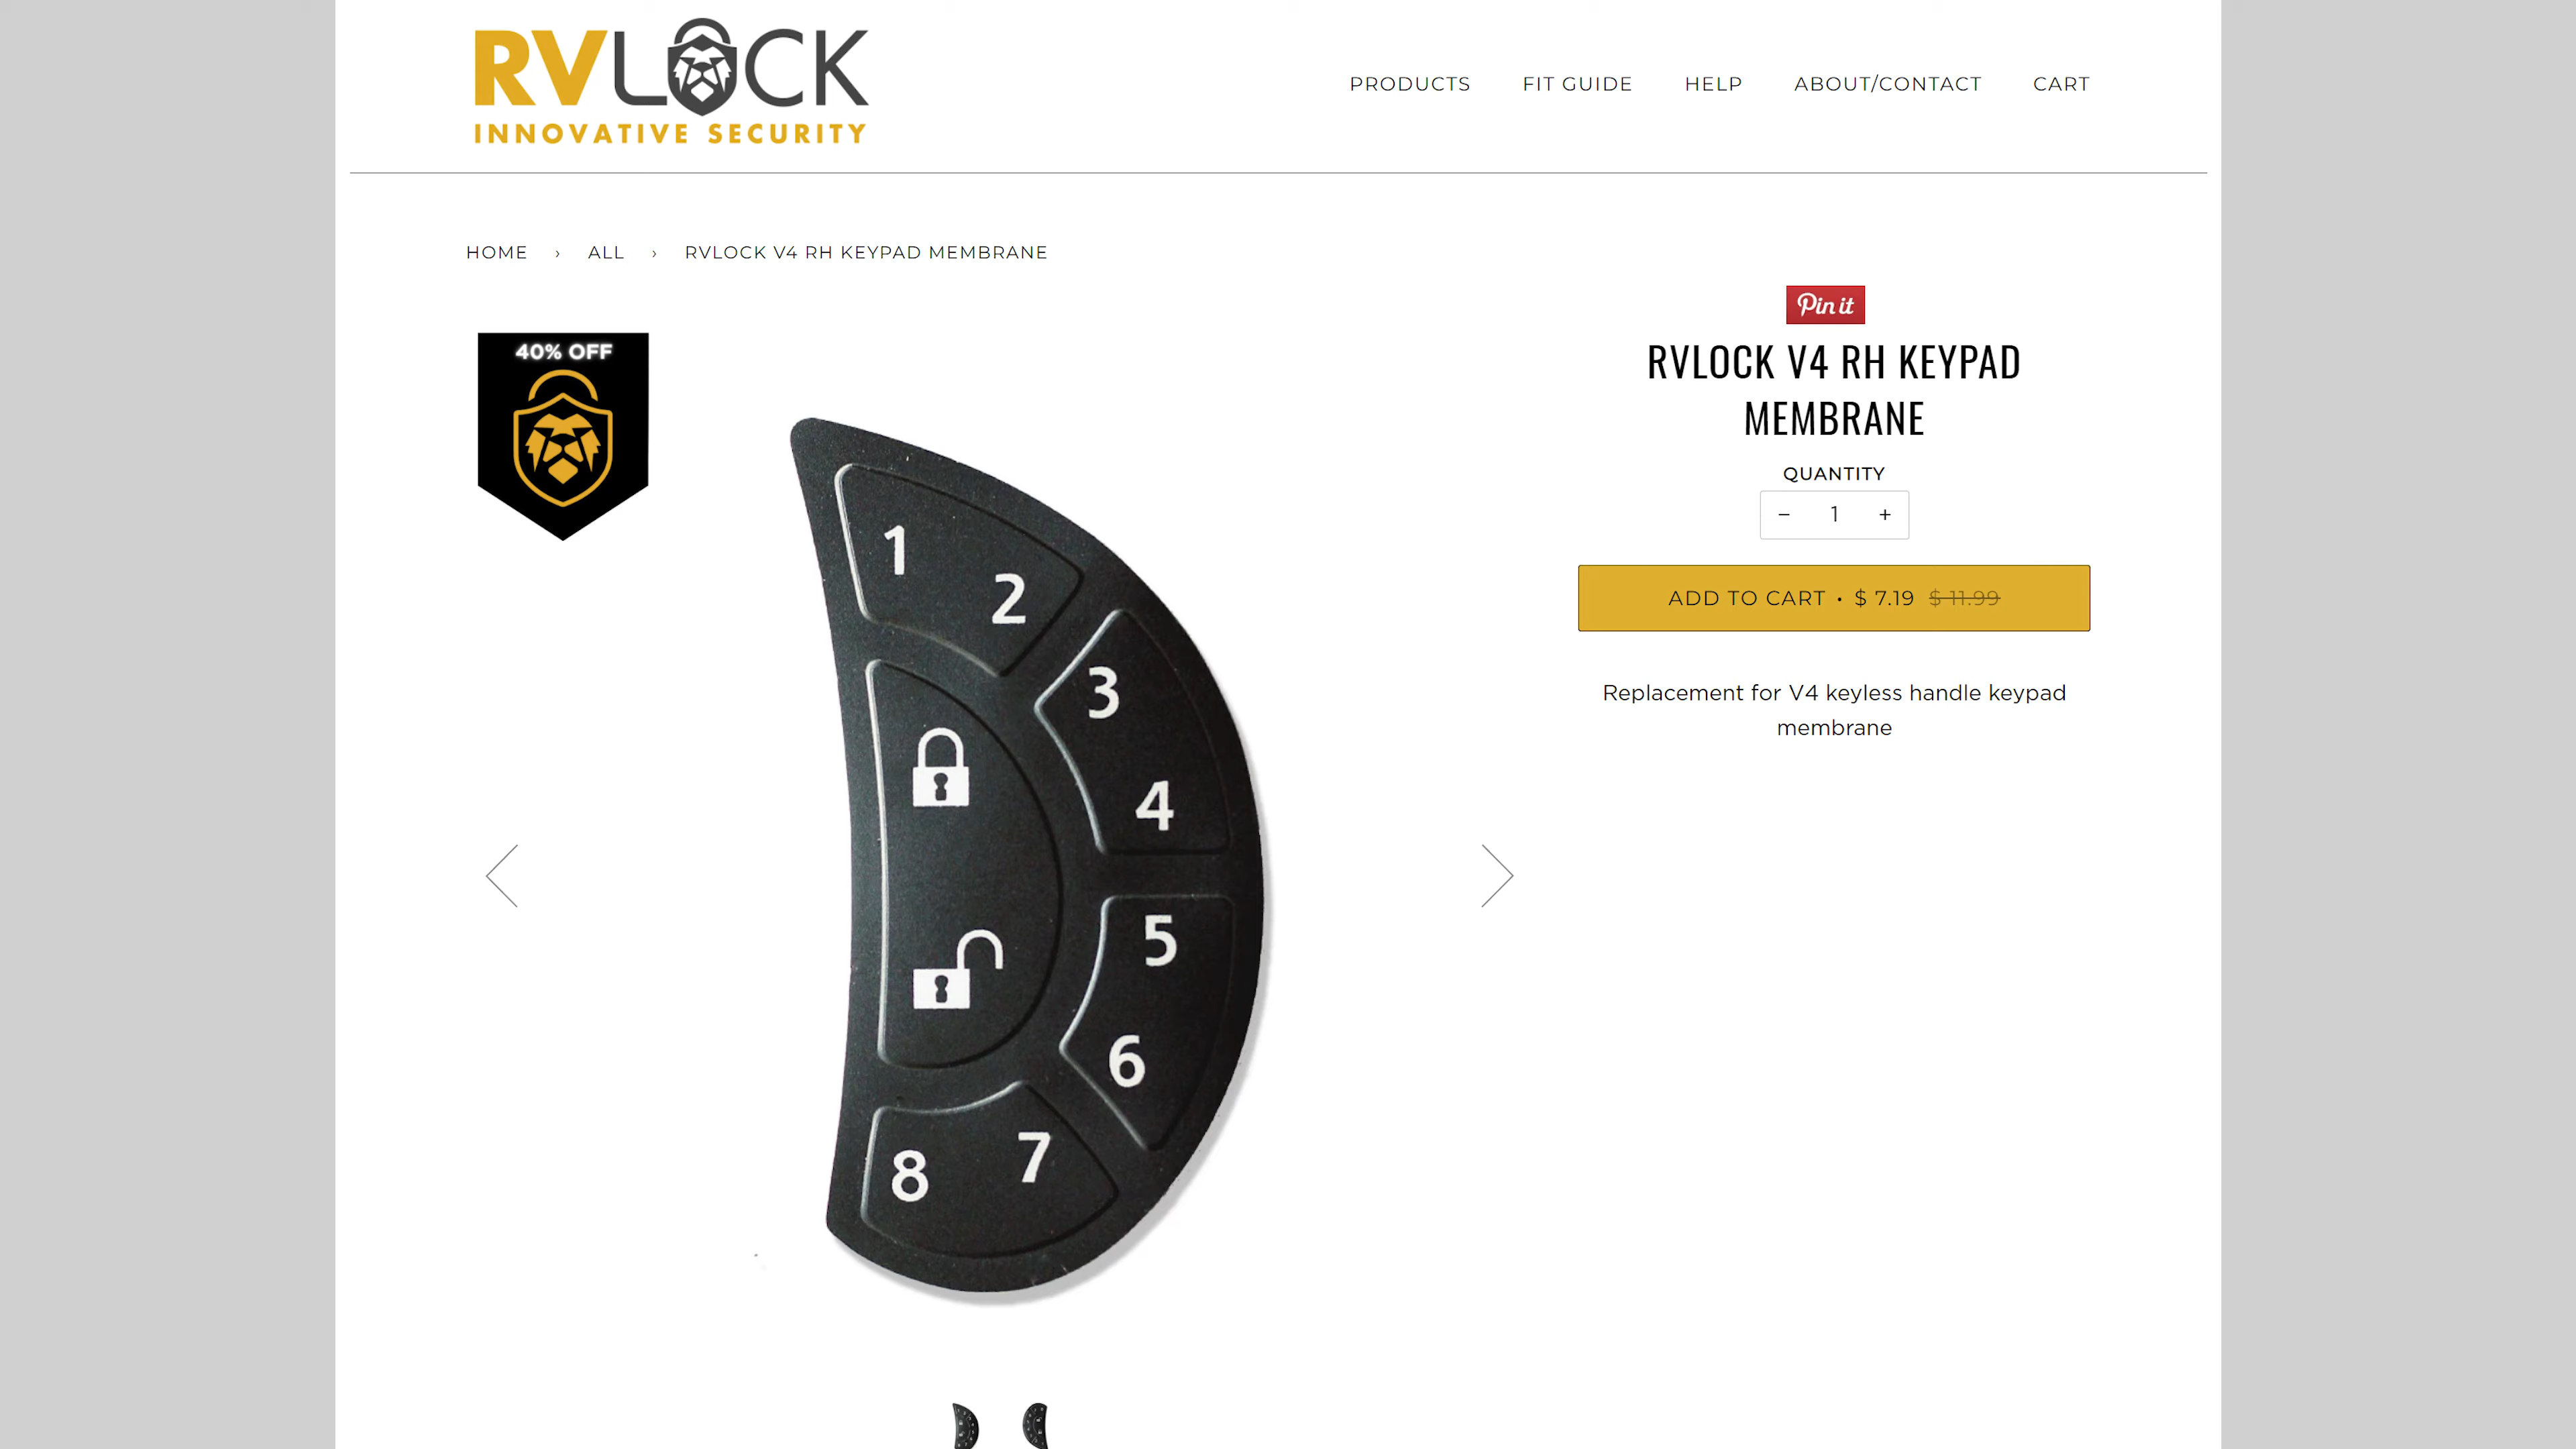 RVLOCK
INNOVATIVE SECURITY
PRODUCTS FIT GUIDE HELP ABOUT/CONTACT CART
HOME › ALL › RVLOCK V4 RH KEYPAD MEMBRANE
40% OFF
1
2
3
4
5
6
7
8
Pin it
RVLOCK V4 RH KEYPAD
MEMBRANE
QUANTITY
− 1 +
ADD TO CART • $ 7.19 $ 11.99
Replacement for V4 keyless handle keypad
membrane